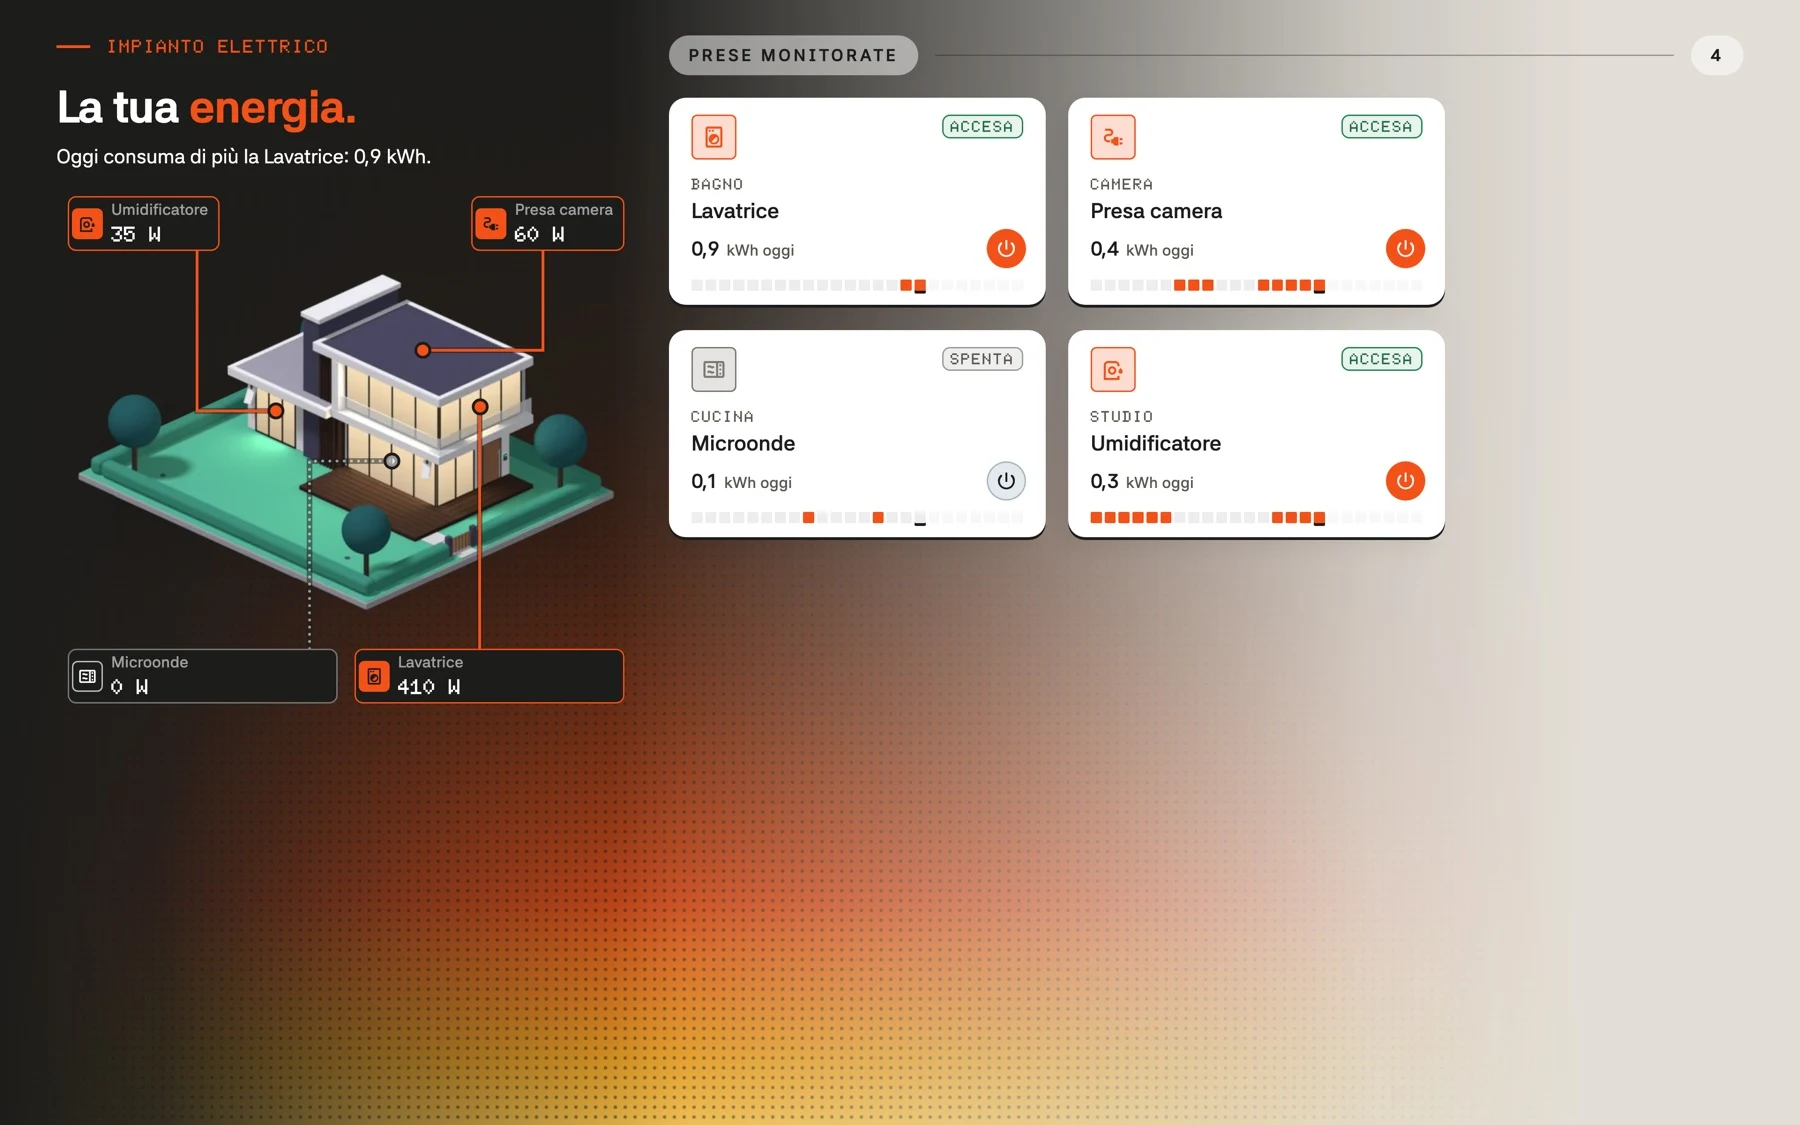 IMPIANTO ELETTRICO
La tua energia.
Oggi consuma di più la Lavatrice: 0,9 kWh.
Umidificatore
35 W
Presa camera
60 W
Microonde
0 W
Lavatrice
410 W
PRESE MONITORATE
4
ACCESA
BAGNO
Lavatrice
0,9 kWh oggi
ACCESA
CAMERA
Presa camera
0,4 kWh oggi
SPENTA
CUCINA
Microonde
0,1 kWh oggi
ACCESA
STUDIO
Umidificatore
0,3 kWh oggi